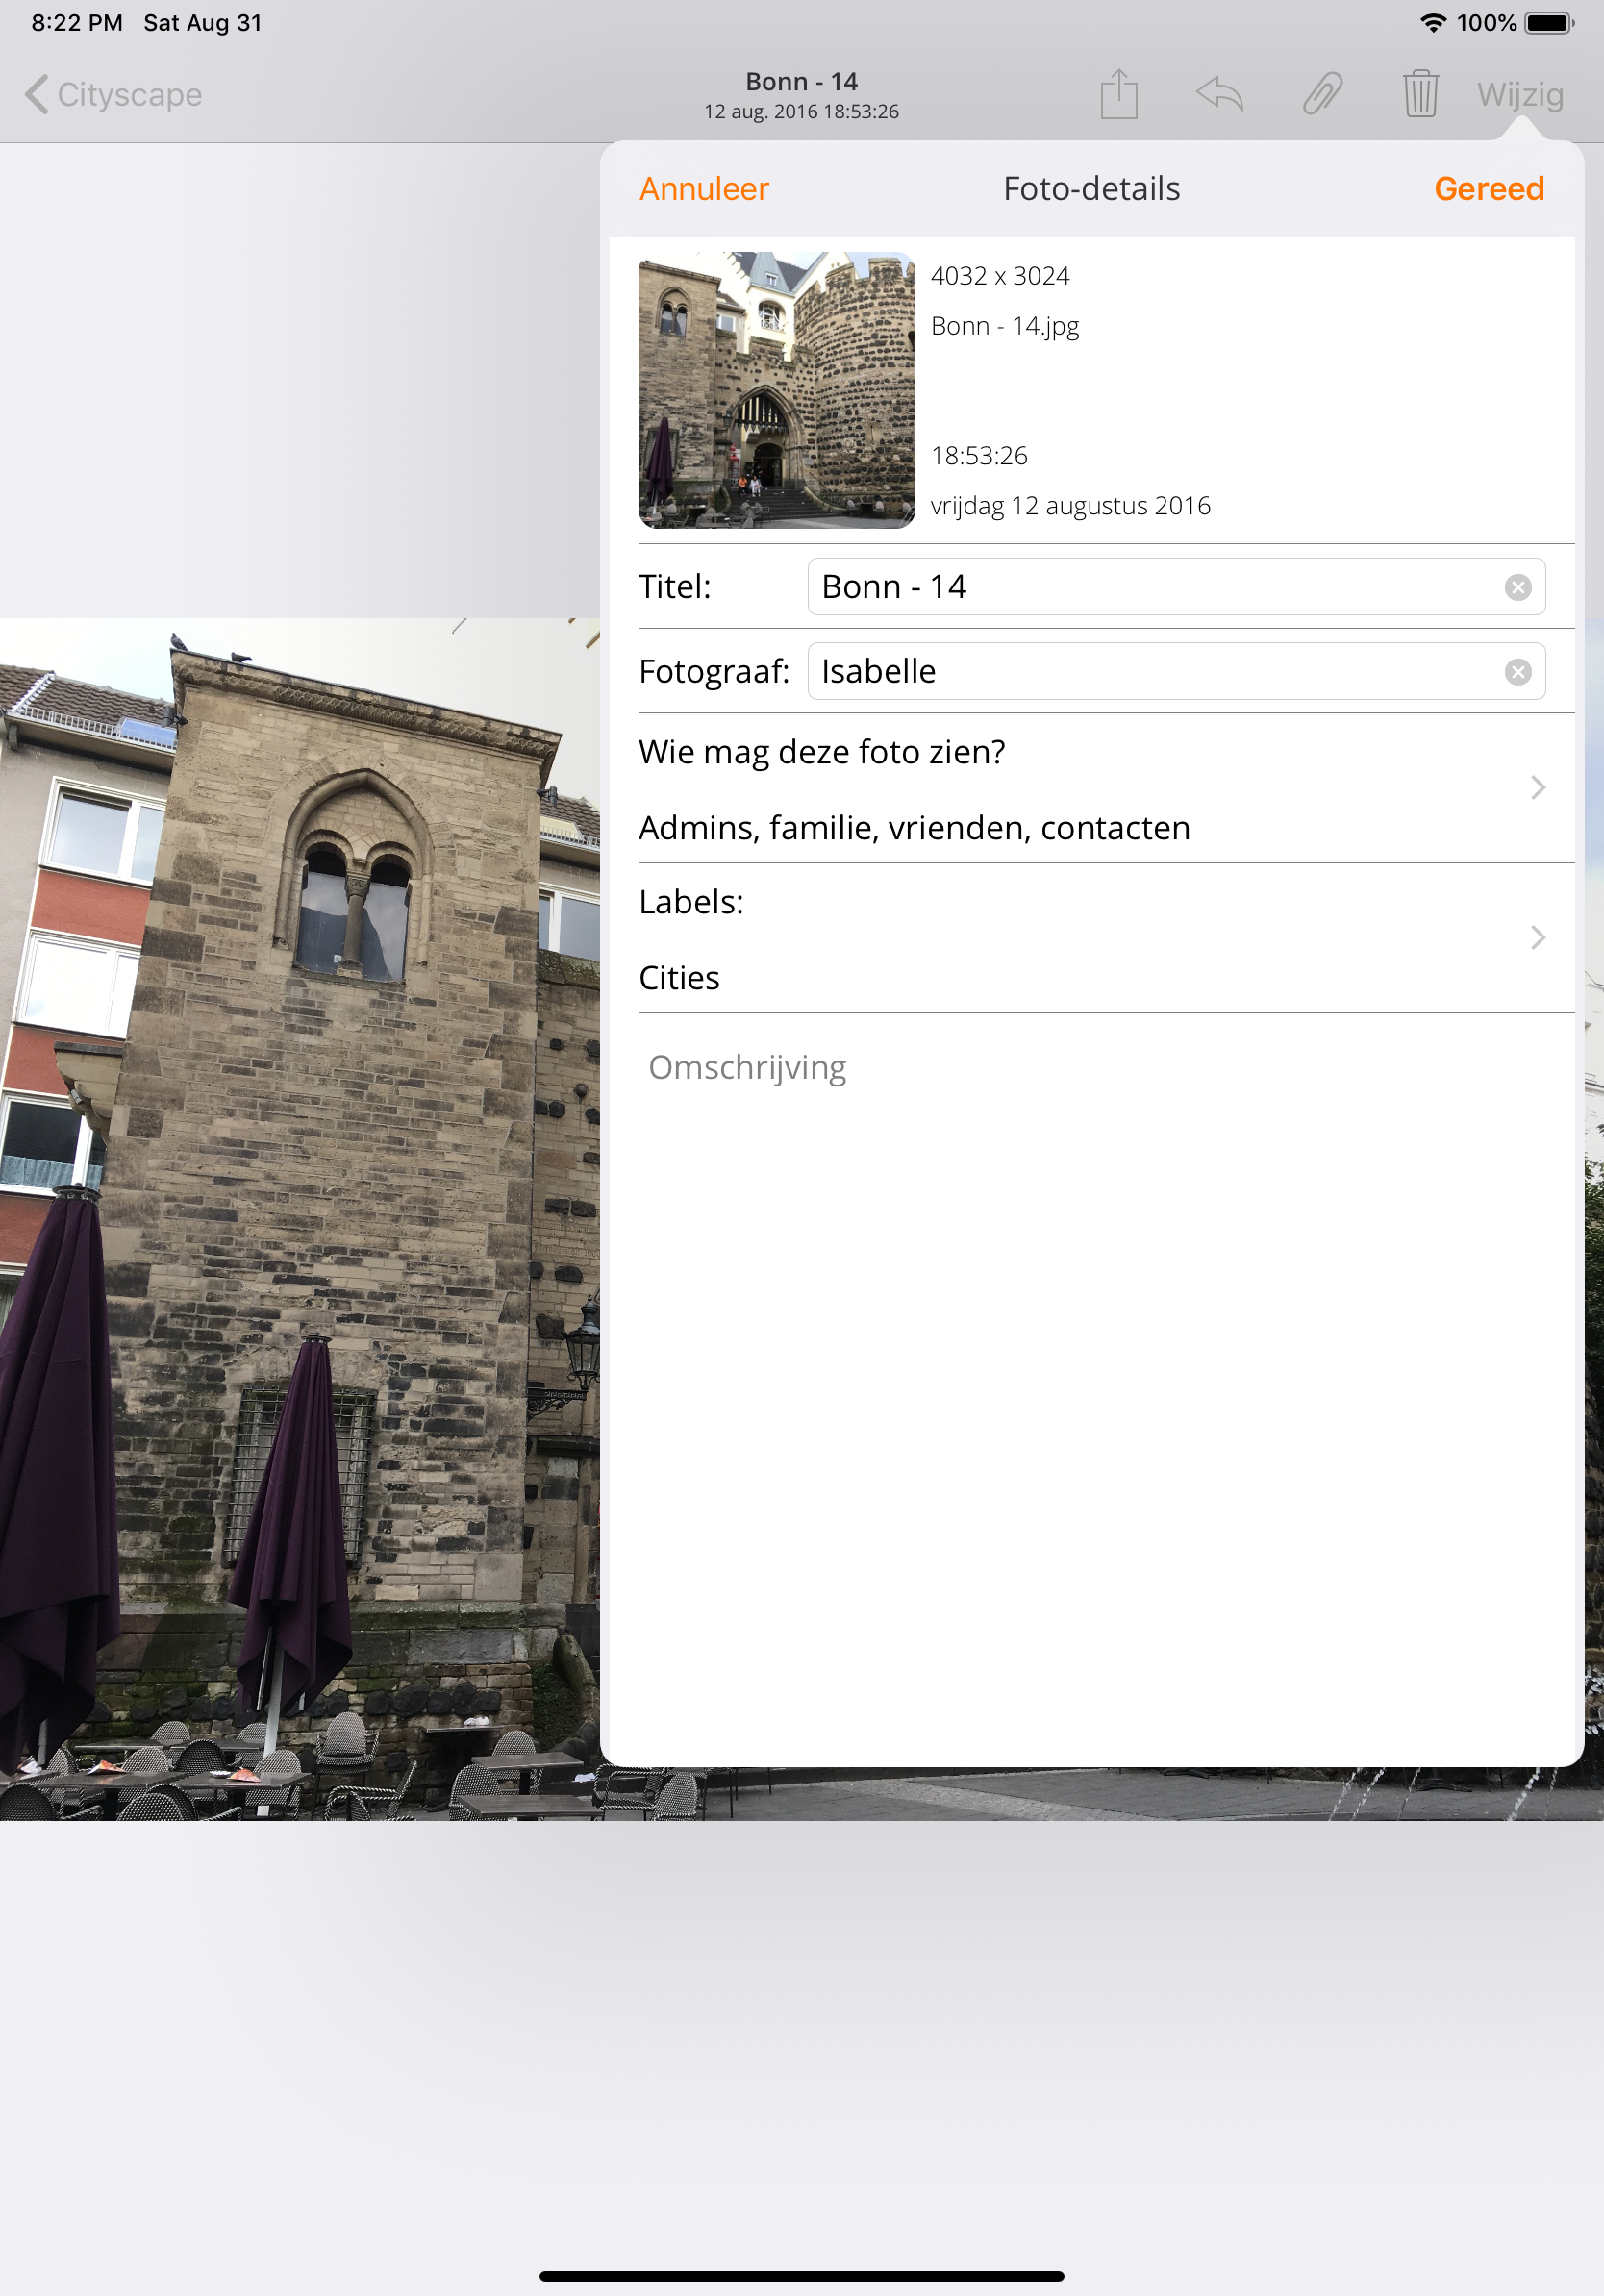 8:22 PM Sat Aug 31 100%
Cityscape
Bonn - 14
12 aug. 2016 18:53:26
Wijzig
Annuleer Foto-details Gereed
4032 x 3024
Bonn - 14.jpg
18:53:26
vrijdag 12 augustus 2016
Titel: Bonn - 14
Fotograaf: Isabelle
Wie mag deze foto zien?
Admins, familie, vrienden, contacten
Labels:
Cities
Omschrijving